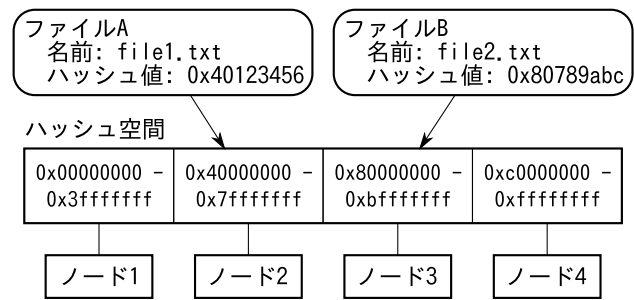 ファイルA
名前: file1.txt
ハッシュ値: 0x40123456
ファイルB
名前: file2.txt
ハッシュ値: 0x80789abc
ハッシュ空間
0x00000000 -
0x3fffffff
0x40000000 -
0x7fffffff
0x80000000 -
0xbfffffff
0xc0000000 -
0xffffffff
ノード1
ノード2
ノード3
ノード4